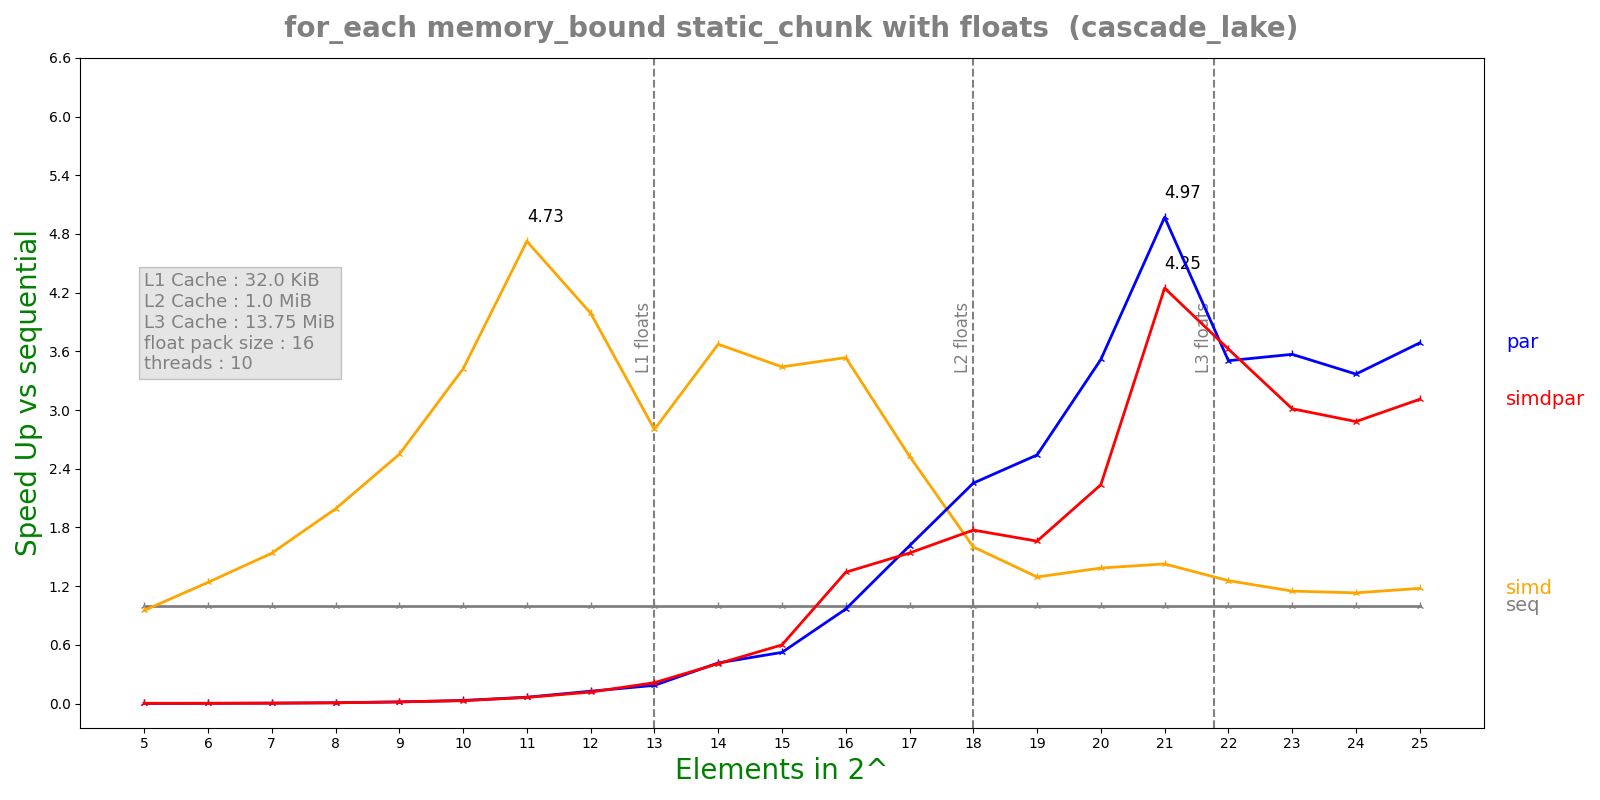 for_each memory_bound static_chunk with floats  (cascade_lake)
Speed Up vs sequential
6.6
6.0
5.4
4.8
4.2
3.6
3.0
2.4
1.8
1.2
0.6
0.0
L1 Cache : 32.0 KiB
L2 Cache : 1.0 MiB
L3 Cache : 13.75 MiB
float pack size : 16
threads : 10
4.73
4.97
4.25
L1 floats
L2 floats
L3 floats
par
simdpar
simd
seq
5 6 7 8 9 10 11 12 13 14 15 16 17 18 19 20 21 22 23 24 25
Elements in 2^